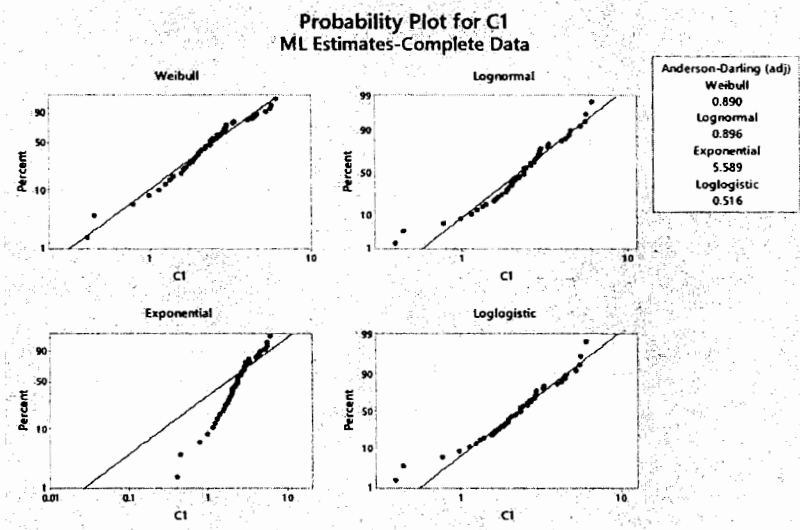 Probability Plot for C1
ML Estimates-Complete Data
Weibull
Percent
90
50
10
1
1
10
C1
Lognormal
Percent
99
90
50
10
1
1
10
C1
Anderson-Darling (adj)
Weibull
0.890
Lognormal
0.896
Exponential
5.589
Loglogistic
0.516
Exponential
Percent
90
50
10
1
0.01
0.1
1
10
C1
Loglogistic
Percent
99
90
50
10
1
1
10
C1